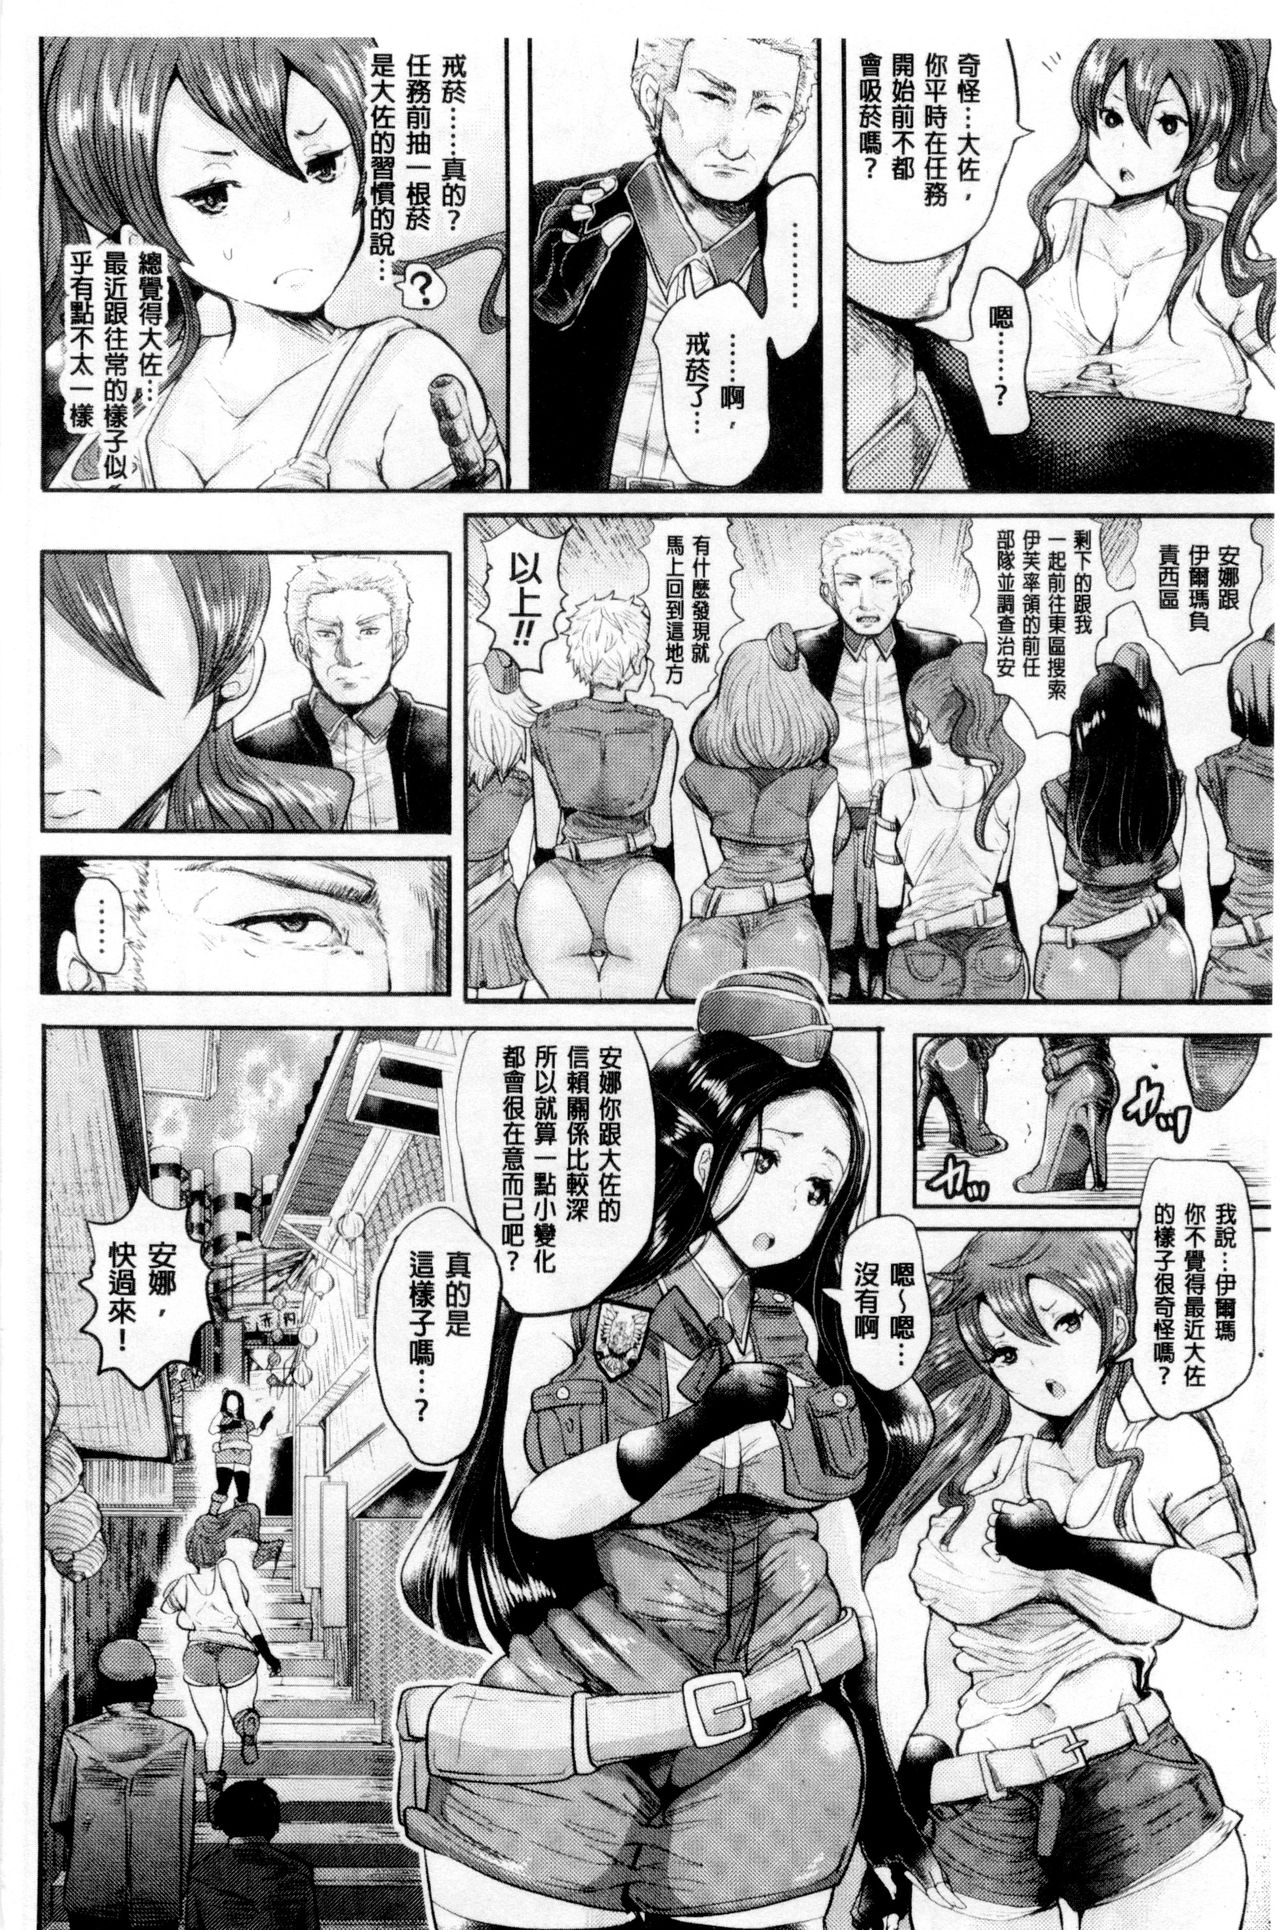 奇怪…大佐，
你平時在任務
開始前不都
會吸菸嗎？
嗯……？
………
……啊，
戒菸了…
戒菸……真的？
任務前抽一根菸
是大佐的習慣的說…
？
總覺得大佐…
最近跟往常的樣子似
乎有點不太一樣
安娜跟
伊爾瑪負
責西區
剩下的跟我
一起前往東區搜索
伊芙率領的前任
部隊並調查治安
有什麼發現就
馬上回到這地方
以上!!
……
カッ
カッ
我說…伊爾瑪
你不覺得最近大佐
的樣子很奇怪嗎？
嗯～嗯…
沒有啊
安娜你跟大佐的
信賴關係比較深
所以就算一點小變化
都會很在意而已吧？
真的是
這樣子嗎…？
安娜，
快過來！